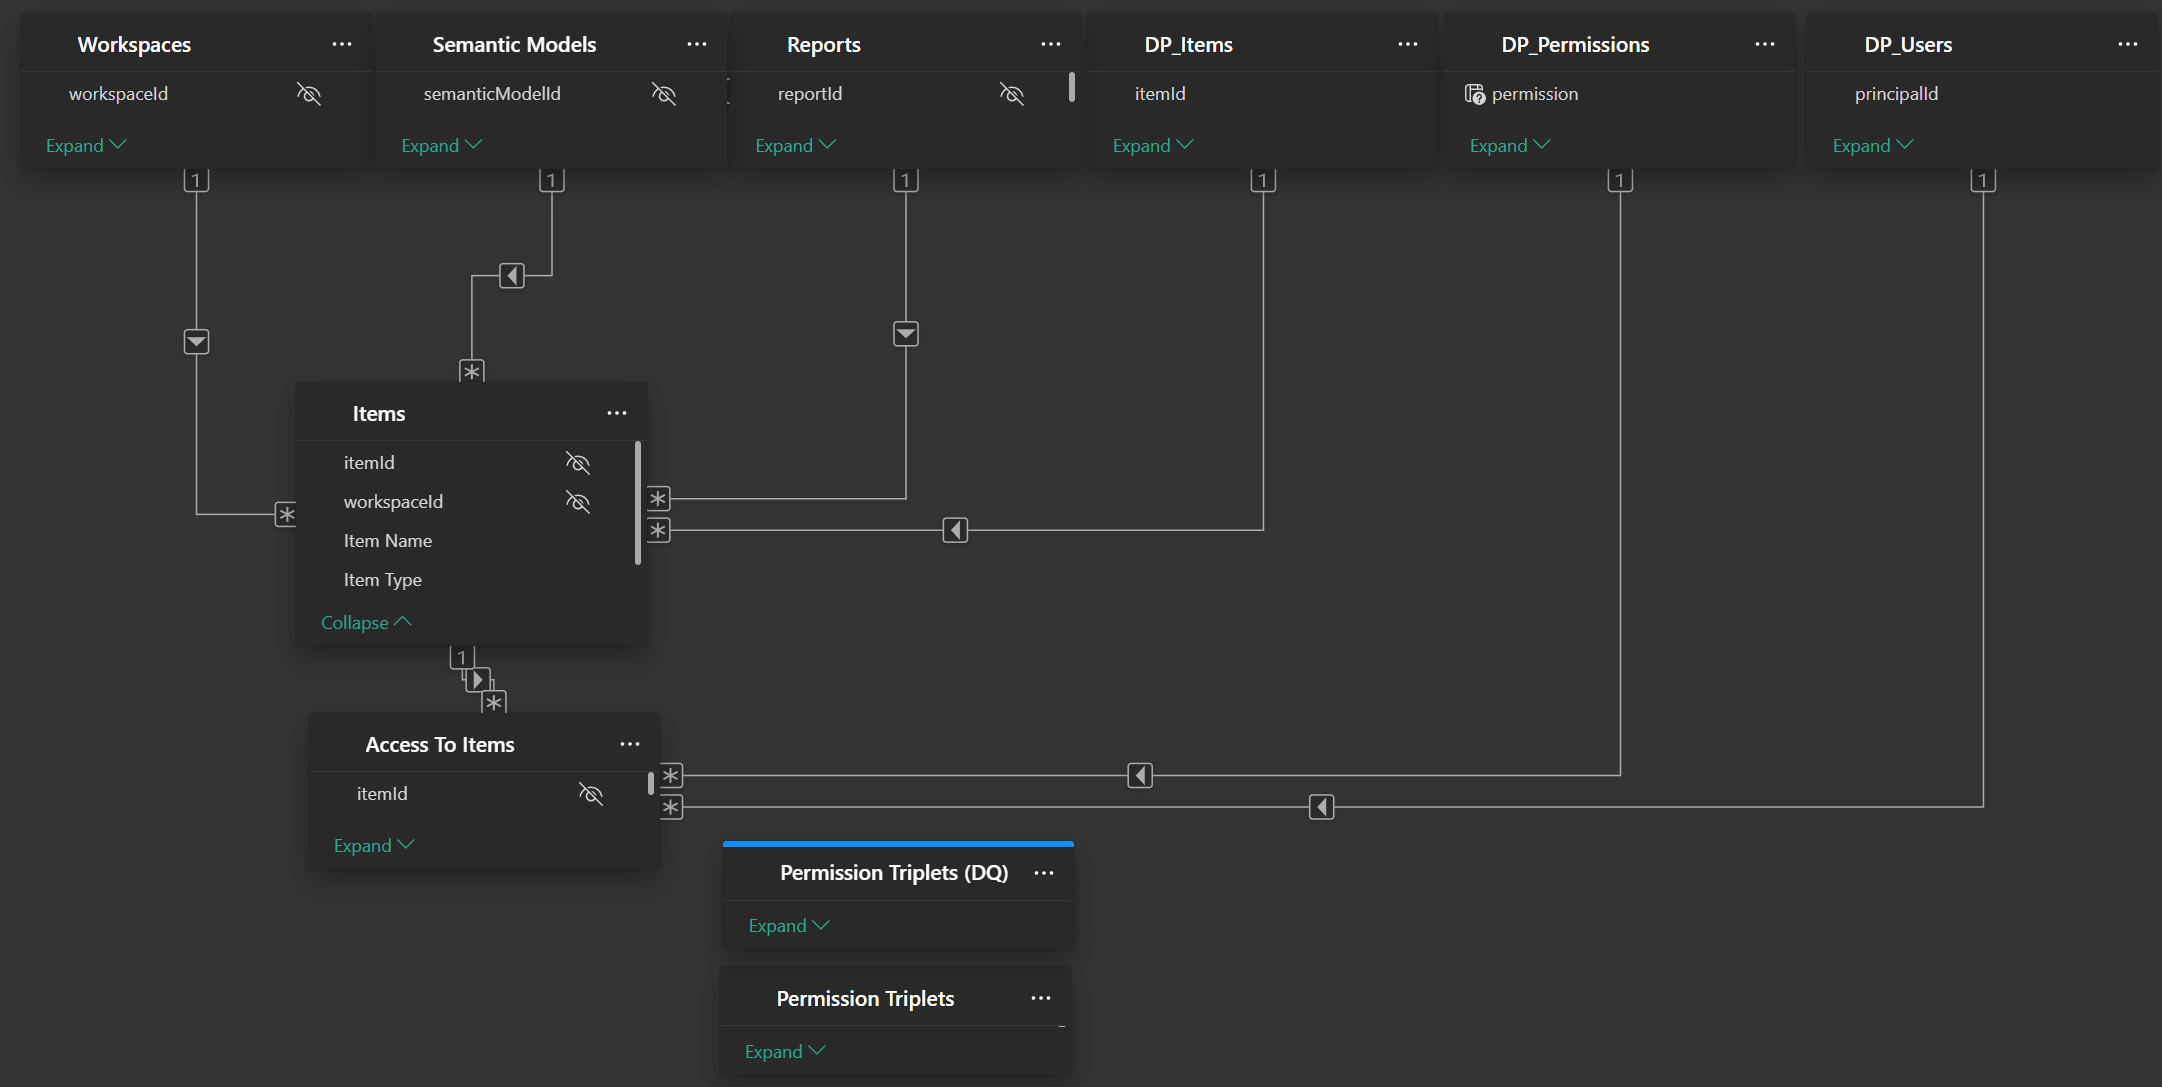 Workspaces
workspaceId
Expand
Semantic Models
semanticModelId
Expand
Reports
reportId
Expand
DP_Items
itemId
Expand
DP_Permissions
permission
Expand
DP_Users
principalId
Expand
1
1
1
1
1
1
*
Items
itemId
workspaceId
Item Name
Item Type
Collapse
*
*
*
1
*
Access To Items
itemId
Expand
*
*
Permission Triplets (DQ)
Expand
Permission Triplets
Expand